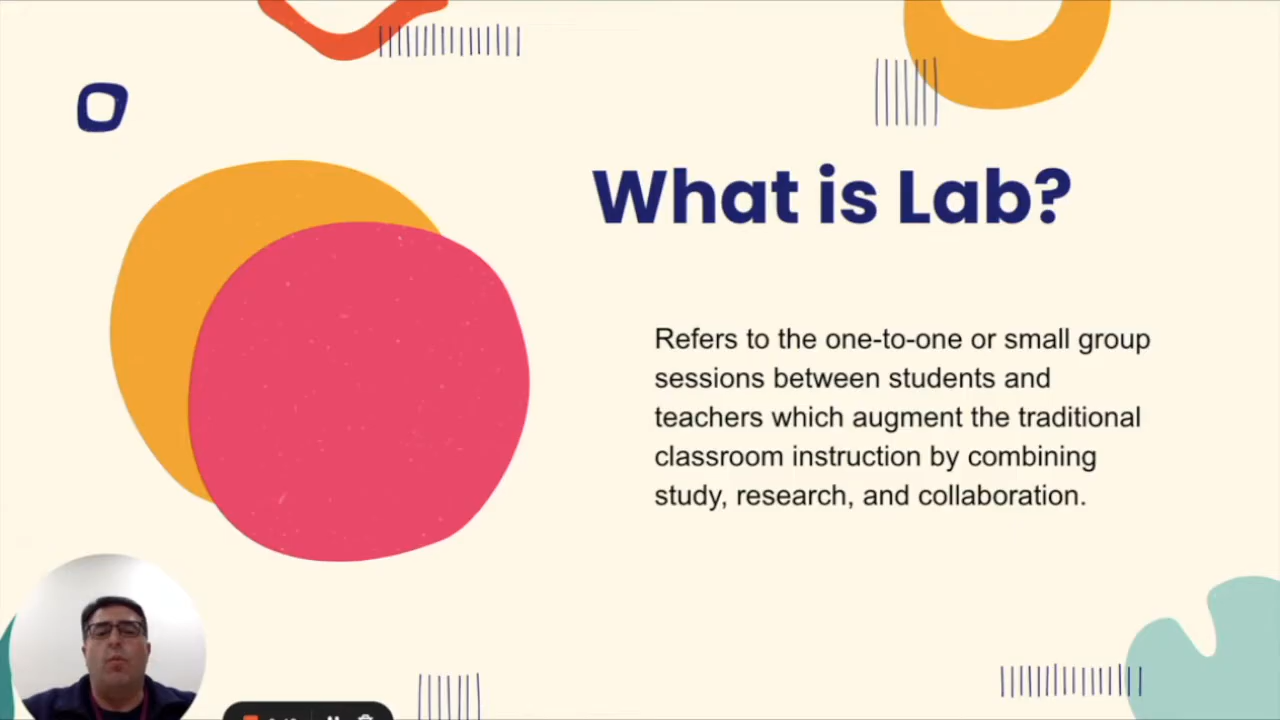 What is Lab?
Refers to the one-to-one or small group
sessions between students and
teachers which augment the traditional
classroom instruction by combining
study, research, and collaboration.